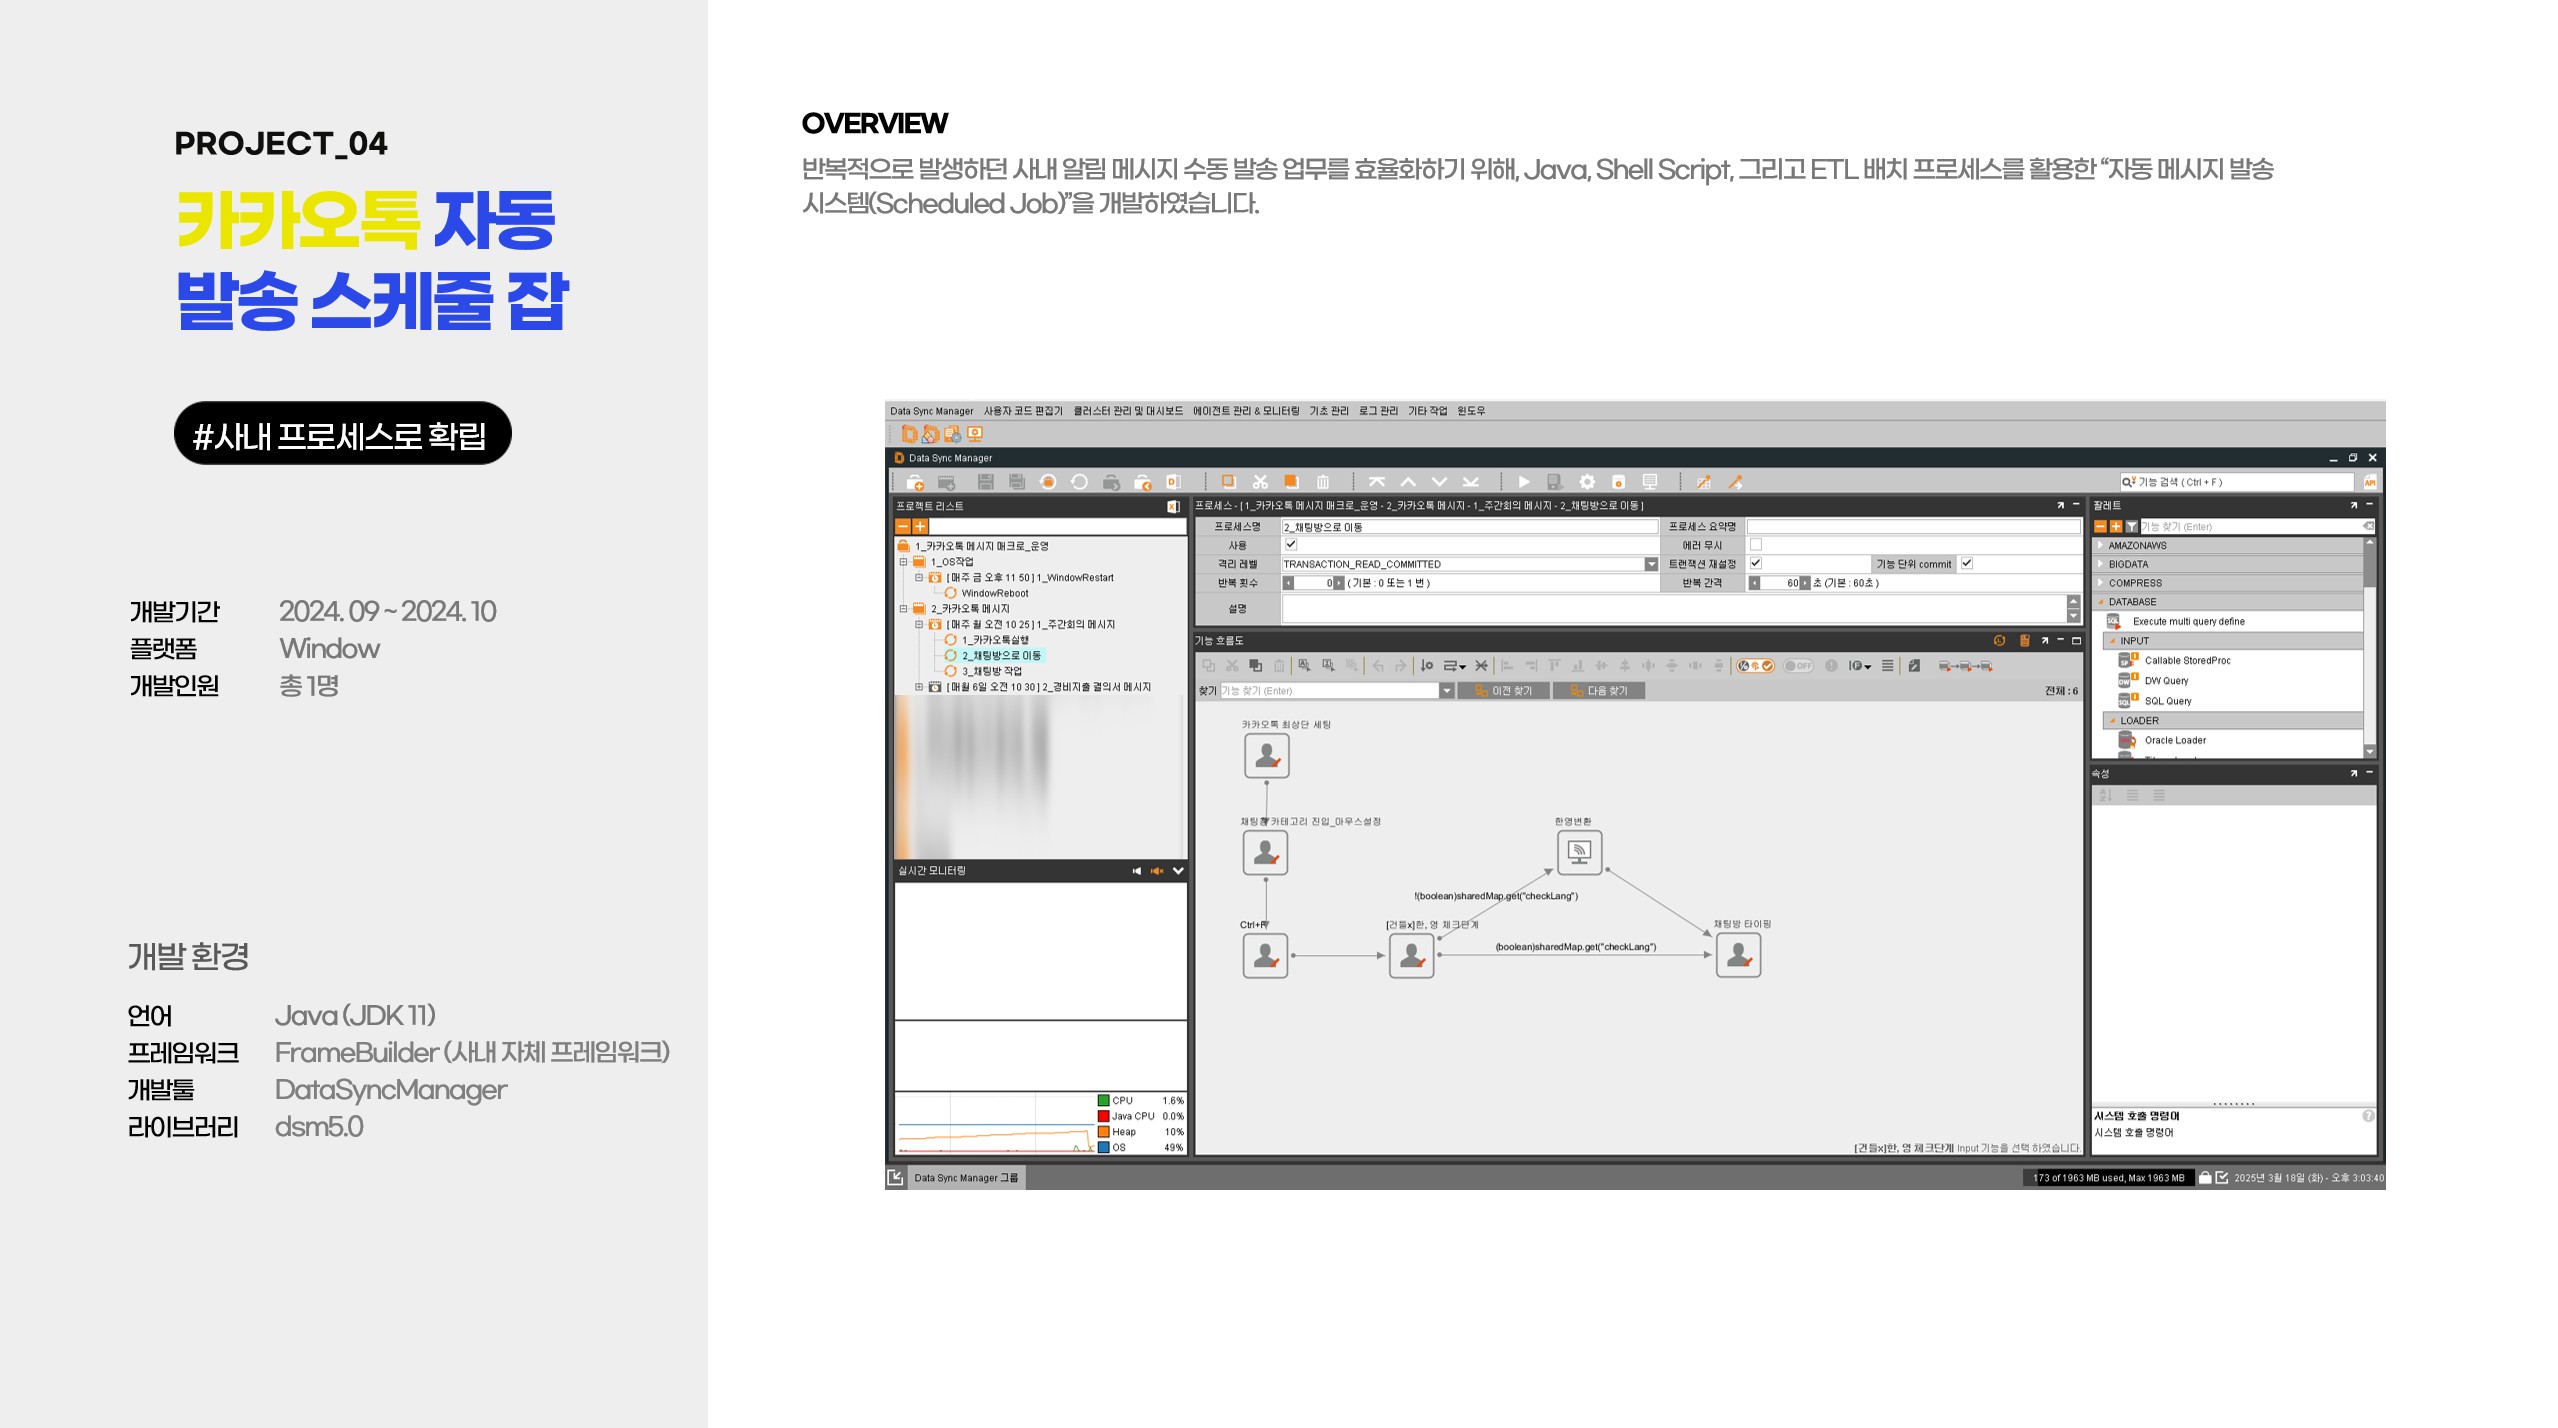 PROJECT_04
카카오톡 자동
발송 스케줄 잡
#사내 프로세스로 확립
개발기간 2024. 09 ~ 2024. 10
플랫폼 Window
개발인원 총 1명
개발 환경
언어 Java (JDK 11)
프레임워크 FrameBuilder (사내 자체 프레임워크)
개발툴 DataSyncManager
라이브러리 dsm5.0
OVERVIEW
반복적으로 발생하던 사내 알림 메시지 수동 발송 업무를 효율화하기 위해, Java, Shell Script, 그리고 ETL 배치 프로세스를 활용한 “자동 메시지 발송
시스템(Scheduled Job)”을 개발하였습니다.
Data Sync Manager 사용자 코드 편집기 클러스터 관리 및 대시보드 에이전트 관리 & 모니터링 기초 관리 로그 관리 기타 작업 윈도우
Data Sync Manager
기능 검색 ( Ctrl + F )
API
프로젝트 리스트
1_카카오톡 메시지 매크로_운영
1_OS작업
[ 매주 금 오후 11 50 ] 1_WindowRestart
WindowReboot
2_카카오톡 메시지
[ 매주 월 오전 10 25 ] 1_주간회의 메시지
1_카카오톡실행
2_채팅방으로 이동
3_채팅방 작업
[ 매월 6일 오전 10 30 ] 2_경비지출 결의서 메시지
실시간 모니터링
CPU 1.6%
Java CPU 0.0%
Heap 10%
OS 49%
프로세스 - [ 1_카카오톡 메시지 매크로_운영 - 2_카카오톡 메시지 - 1_주간회의 메시지 - 2_채팅방으로 이동 ]
프로세스명 2_채팅방으로 이동 프로세스 요약명
사용 에러 무시
격리 레벨 TRANSACTION_READ_COMMITTED 트랜잭션 재설정 기능 단위 commit
반복 횟수 0 ( 기본 : 0 또는 1 번 ) 반복 간격 60 초 (기본 : 60초 )
설명
기능 흐름도
OFF
찾기 기능 찾기 (Enter) 이전 찾기 다음 찾기 전체 : 6
카카오톡 최상단 세팅
채팅창 카테고리 진입_마우스설정
한영변환
!(boolean)sharedMap.get("checkLang")
Ctrl+F
[건들x]한, 영 체크단계
(boolean)sharedMap.get("checkLang")
채팅방 타이핑
[건들x]한, 영 체크단계 Input 기능을 선택 하였습니다.
팔레트
기능 찾기 (Enter)
AMAZONAWS
BIGDATA
COMPRESS
DATABASE
Execute multi query define
INPUT
Callable StoredProc
DW Query
SQL Query
LOADER
Oracle Loader
속성
시스템 호출 명령어
시스템 호출 명령어
Data Sync Manager 그룹
173 of 1963 MB used, Max 1963 MB
2025년 3월 18일 (화) - 오후 3:03:40